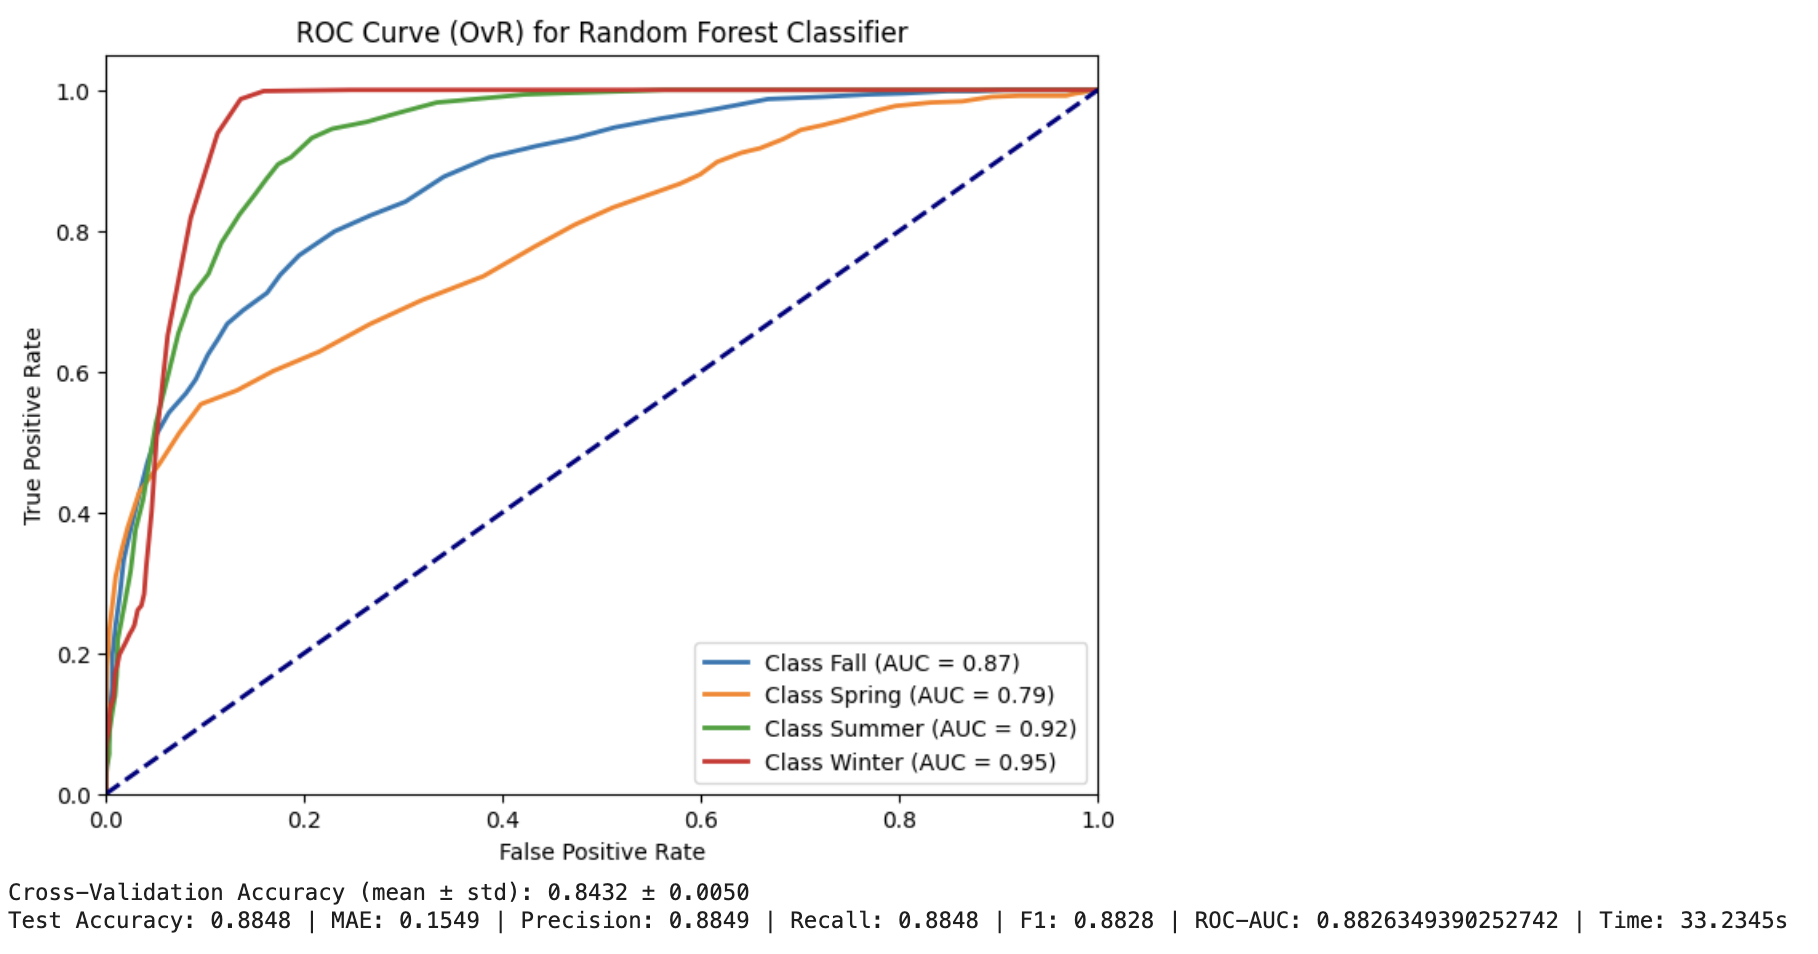 ROC Curve (OvR) for Random Forest Classifier
True Positive Rate
1.0
0.8
0.6
0.4
0.2
0.0
Class Fall (AUC = 0.87)
Class Spring (AUC = 0.79)
Class Summer (AUC = 0.92)
Class Winter (AUC = 0.95)
0.0 0.2 0.4 0.6 0.8 1.0
False Positive Rate
Cross-Validation Accuracy (mean ± std): 0.8432 ± 0.0050
Test Accuracy: 0.8848 | MAE: 0.1549 | Precision: 0.8849 | Recall: 0.8848 | F1: 0.8828 | ROC-AUC: 0.8826349390252742 | Time: 33.2345s